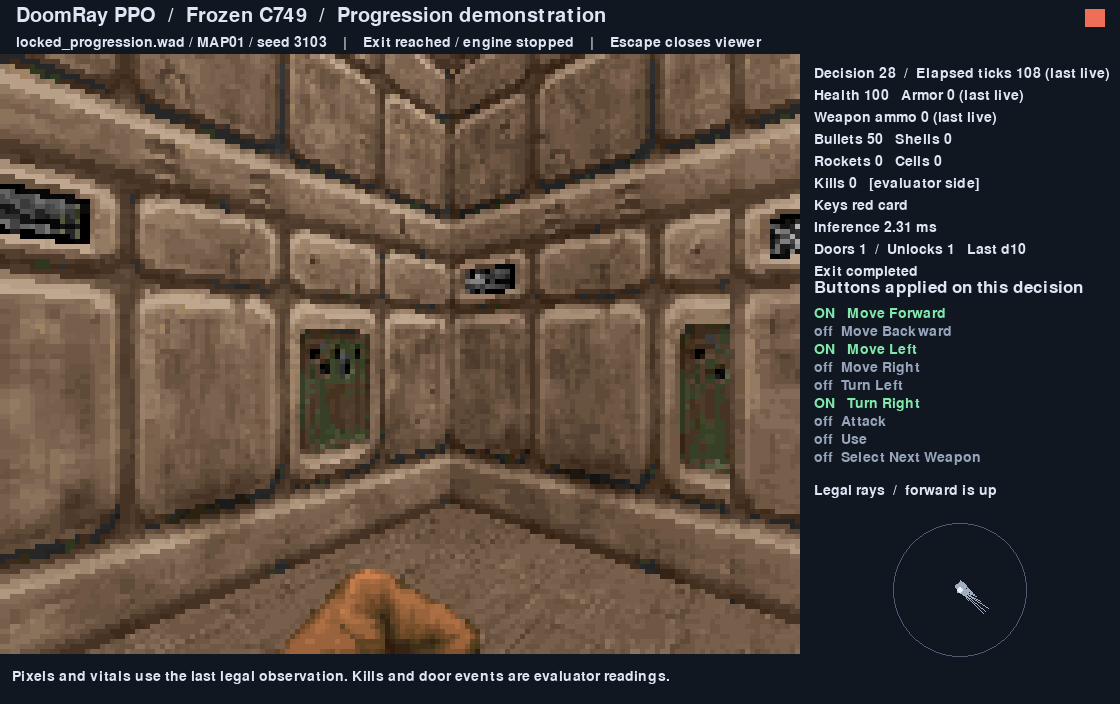 DoomRay PPO / Frozen C749 / Progression demonstration
locked_progression.wad / MAP01 / seed 3103 | Exit reached / engine stopped | Escape closes viewer
Decision 28 / Elapsed ticks 108 (last live)
Health 100 Armor 0 (last live)
Weapon ammo 0 (last live)
Bullets 50 Shells 0
Rockets 0 Cells 0
Kills 0 [evaluator side]
Keys red card
Inference 2.31 ms
Doors 1 / Unlocks 1 Last d10
Exit completed
Buttons applied on this decision
ON Move Forward
off Move Backward
ON Move Left
off Move Right
off Turn Left
ON Turn Right
off Attack
off Use
off Select Next Weapon
Legal rays / forward is up
Pixels and vitals use the last legal observation. Kills and door events are evaluator readings.